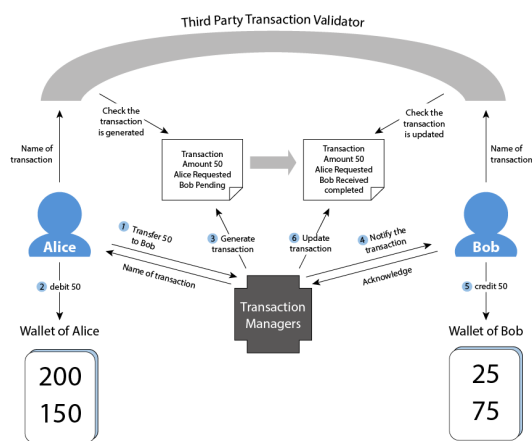 Third Party Transaction Validator
Check the
transaction
is generated
Check the
transaction
is updated
Name of
transaction
Name of
transaction
Transaction
Amount 50
Alice Requested
Bob Pending
Transaction
Amount 50
Alice Requested
Bob Received
completed
Alice
1 Transfer 50
to Bob
Name of transaction
3 Generate
transaction
6 Update
transaction
4 Notify the
transaction
Acknowledge
Bob
2 debit 50
Transaction
Managers
5 credit 50
Wallet of Alice
200
150
Wallet of Bob
25
75